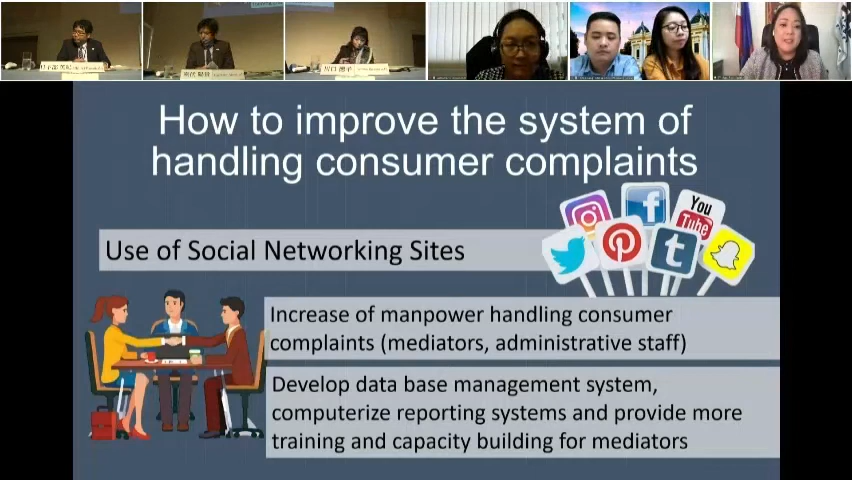 How to improve the system of
handling consumer complaints
You
Tube
Use of Social Networking Sites
Increase of manpower handling consumer
complaints (mediators, administrative staff)
Develop data base management system,
computerize reporting systems and provide more
training and capacity building for mediators